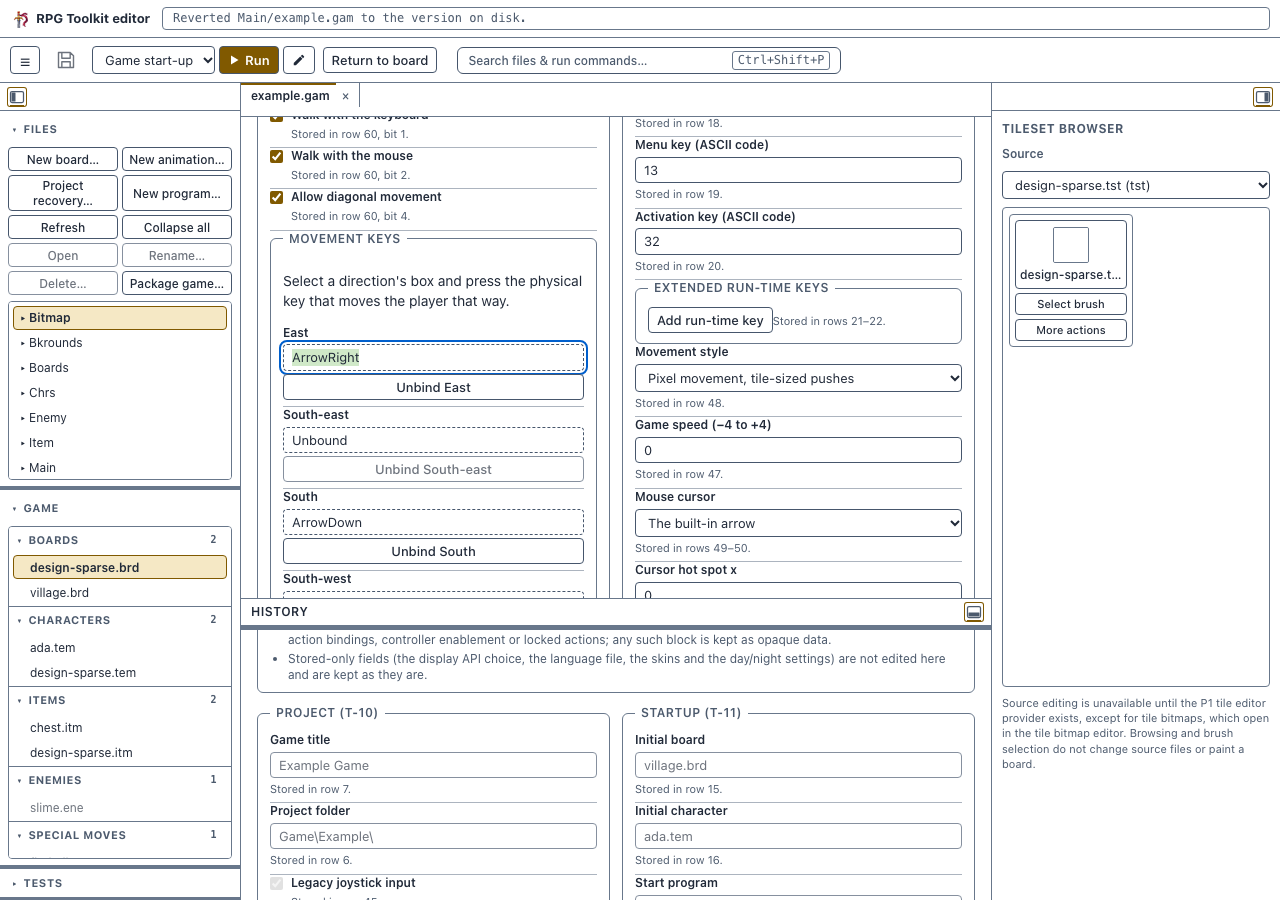 RPG Toolkit editor
Reverted Main/example.gam to the version on disk.
Game start-up
Run
Return to board
Search files & run commands...
Ctrl+Shift+P
FILES
New board...
New animation...
Project recovery...
New program...
Refresh
Collapse all
Open
Rename...
Delete...
Package game...
Bitmap
Bkrounds
Boards
Chrs
Enemy
Item
Main
GAME
BOARDS 2
design-sparse.brd
village.brd
CHARACTERS 2
ada.tem
design-sparse.tem
ITEMS 2
chest.itm
design-sparse.itm
ENEMIES 1
slime.ene
SPECIAL MOVES 1
TESTS
example.gam ×
Walk with the keyboard
Stored in row 60, bit 1.
Walk with the mouse
Stored in row 60, bit 2.
Allow diagonal movement
Stored in row 60, bit 4.
MOVEMENT KEYS
Select a direction's box and press the physical
key that moves the player that way.
East
ArrowRight
Unbind East
South-east
Unbound
Unbind South-east
South
ArrowDown
Unbind South
South-west
Stored in row 18.
Menu key (ASCII code)
13
Stored in row 19.
Activation key (ASCII code)
32
Stored in row 20.
EXTENDED RUN-TIME KEYS
Add run-time key Stored in rows 21–22.
Movement style
Pixel movement, tile-sized pushes
Stored in row 48.
Game speed (−4 to +4)
0
Stored in row 47.
Mouse cursor
The built-in arrow
Stored in rows 49–50.
Cursor hot spot x
0
HISTORY
action bindings, controller enablement or locked actions; any such block is kept as opaque data.
• Stored-only fields (the display API choice, the language file, the skins and the day/night settings) are not edited here
and are kept as they are.
PROJECT (T-10)
Game title
Example Game
Stored in row 7.
Project folder
Game\Example\
Stored in row 6.
Legacy joystick input
STARTUP (T-11)
Initial board
village.brd
Stored in row 15.
Initial character
ada.tem
Stored in row 16.
Start program
TILESET BROWSER
Source
design-sparse.tst (tst)
design-sparse.t...
Select brush
More actions
Source editing is unavailable until the P1 tile editor
provider exists, except for tile bitmaps, which open
in the tile bitmap editor. Browsing and brush
selection do not change source files or paint a
board.